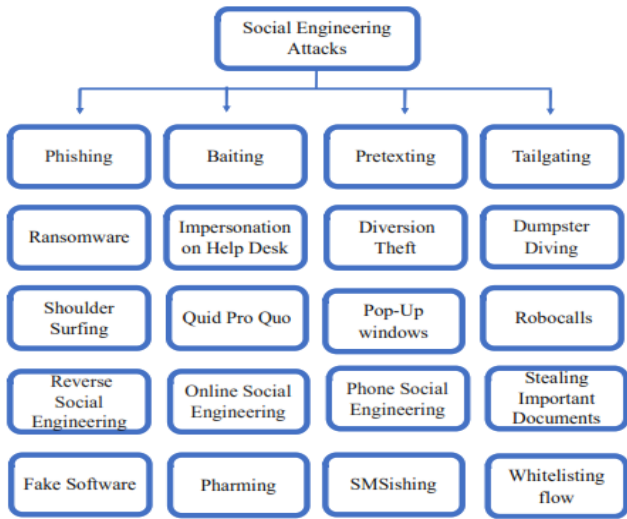 Social Engineering
Attacks
Phishing
Baiting
Pretexting
Tailgating
Ransomware
Impersonation
on Help Desk
Diversion
Theft
Dumpster
Diving
Shoulder
Surfing
Quid Pro Quo
Pop-Up
windows
Robocalls
Reverse
Social
Engineering
Online Social
Engineering
Phone Social
Engineering
Stealing
Important
Documents
Fake Software
Pharming
SMSishing
Whitelisting
flow